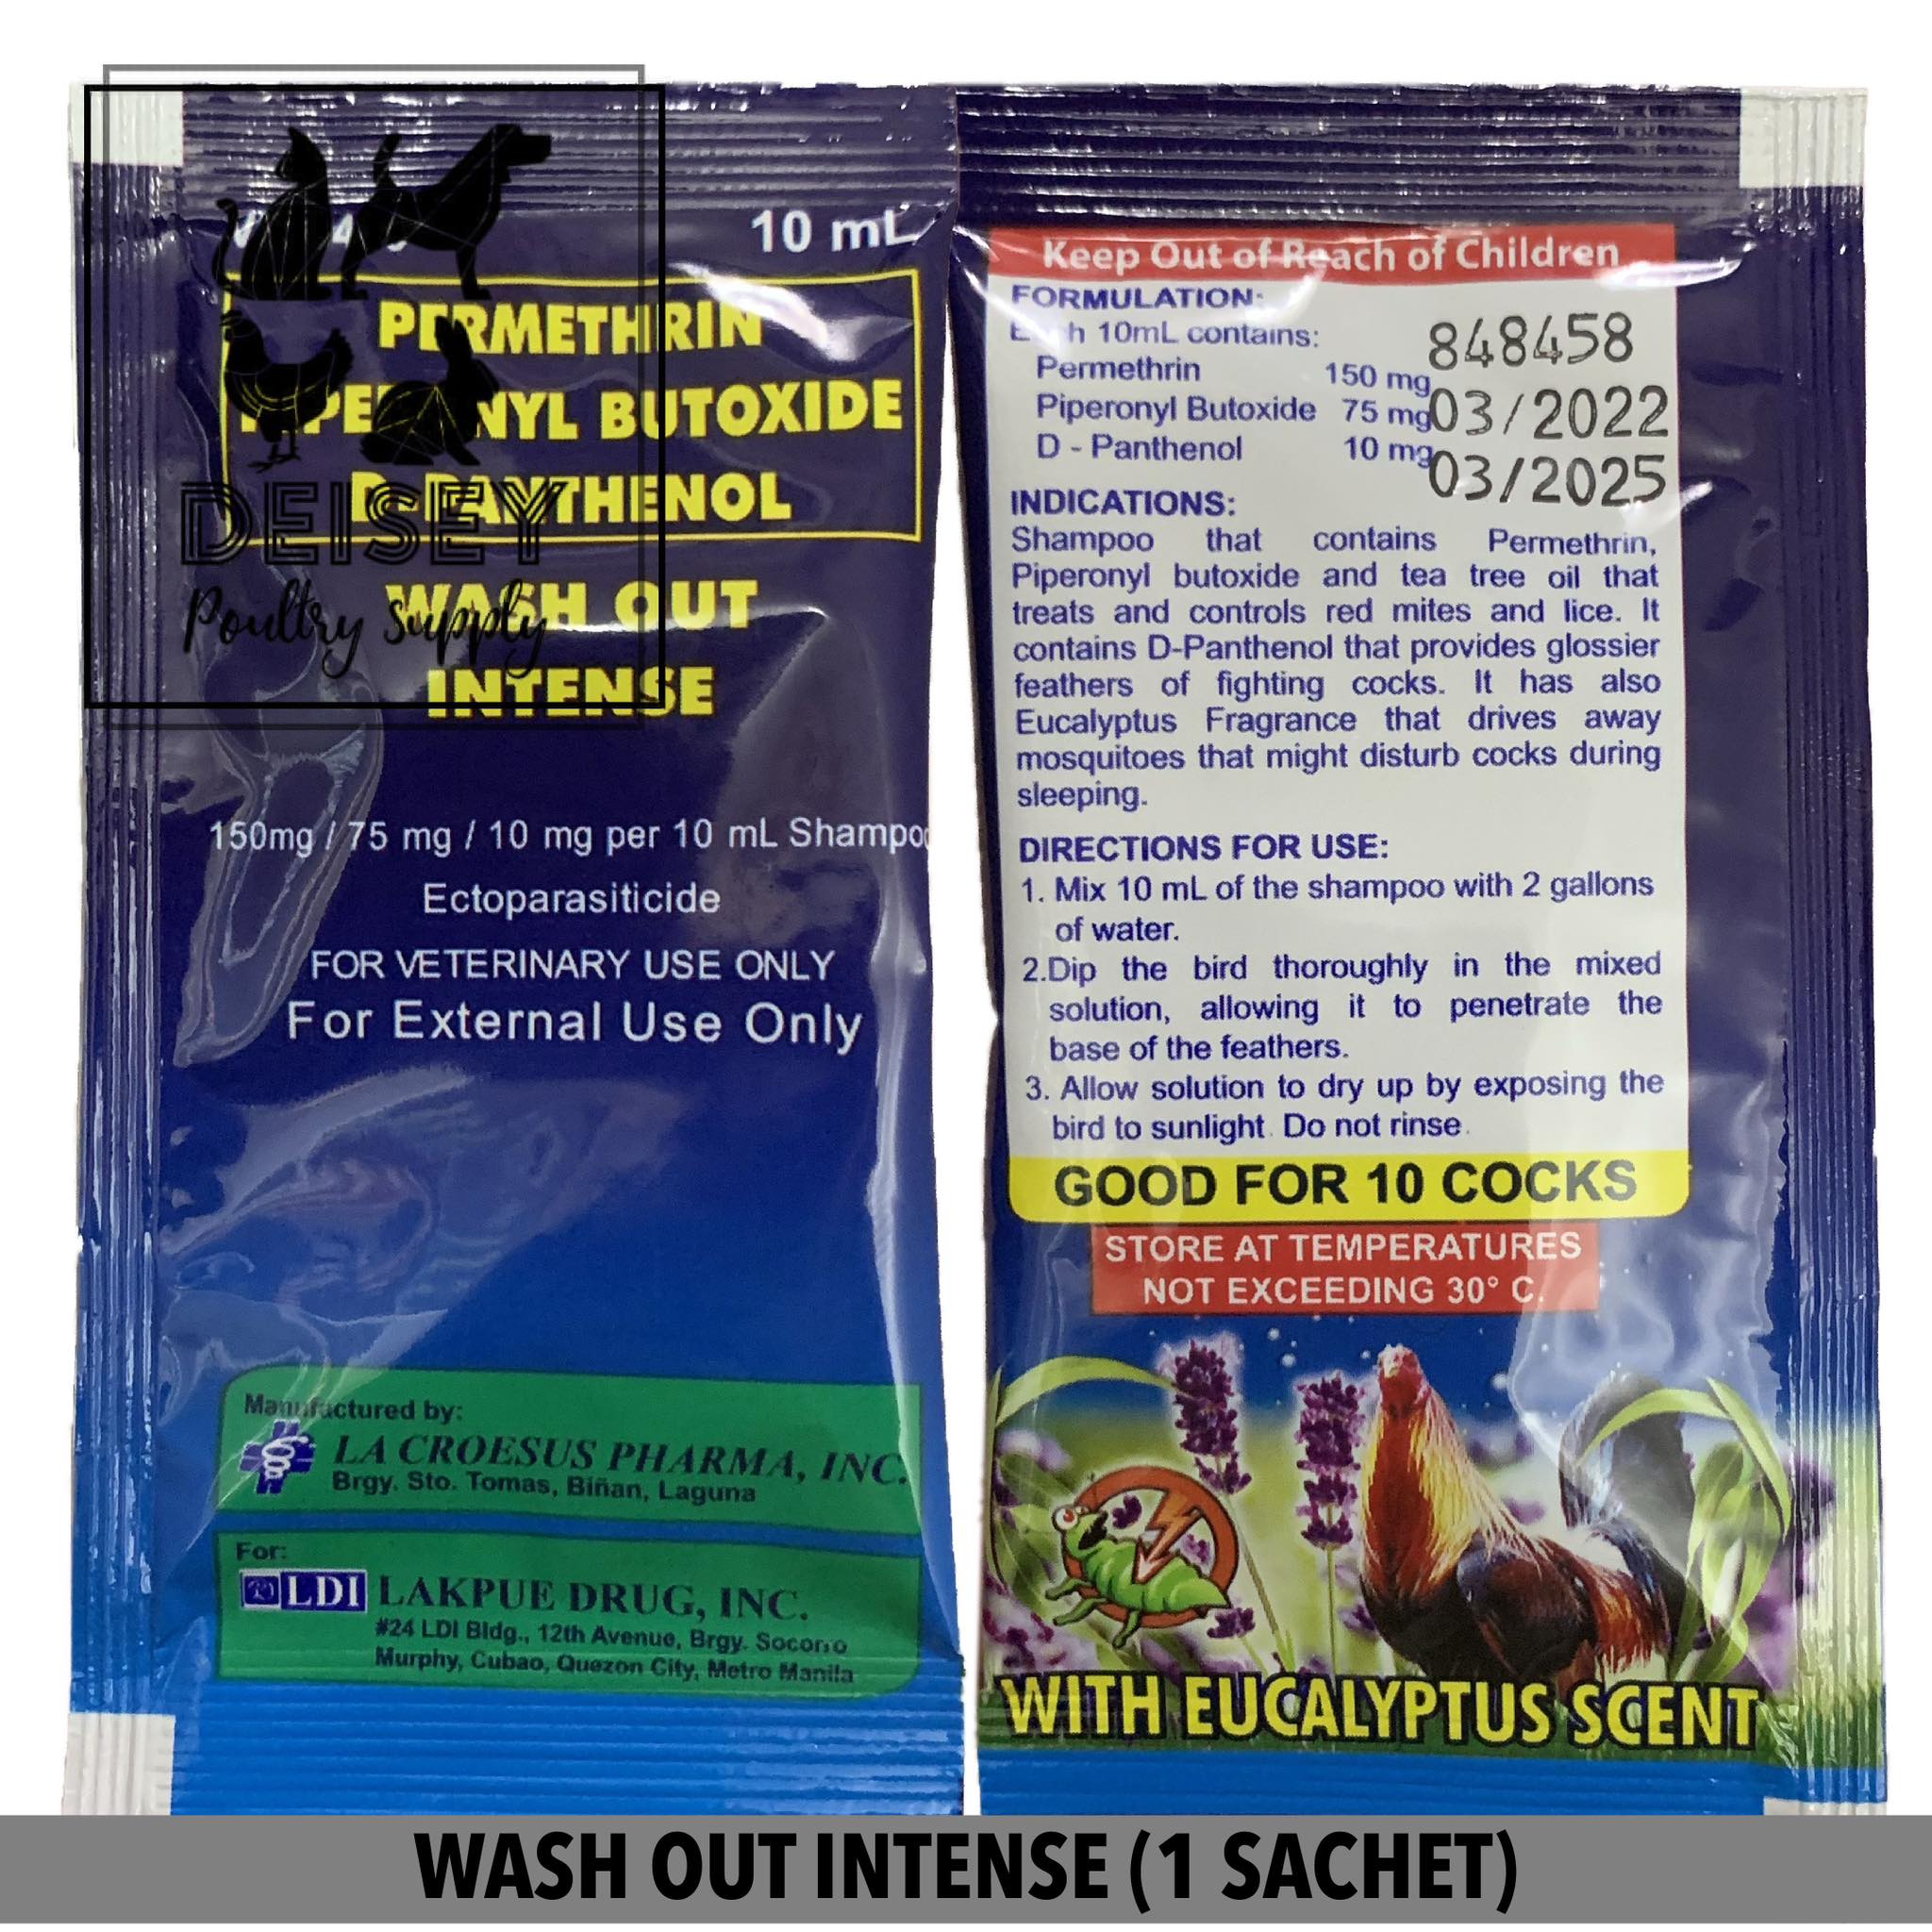 10 mL
PERMETHRIN
PIPERONYL BUTOXIDE
D-PANTHENOL
DEISEY
Poultry Supply
WASH OUT
INTENSE
150mg / 75 mg / 10 mg per 10 mL Shampoo
Ectoparasiticide
FOR VETERINARY USE ONLY
For External Use Only
Manufactured by:
LA CROESUS PHARMA, INC.
Brgy. Sto. Tomas, Biñan, Laguna
For:
LDI LAKPUE DRUG, INC.
#24 LDI Bldg., 12th Avenue, Brgy. Socorro
Murphy, Cubao, Quezon City, Metro Manila
Keep Out of Reach of Children
FORMULATION:
Each 10mL contains:
Permethrin 150 mg
Piperonyl Butoxide 75 mg
D - Panthenol 10 mg
848458
03/2022
03/2025
INDICATIONS:
Shampoo that contains Permethrin,
Piperonyl butoxide and tea tree oil that
treats and controls red mites and lice. It
contains D-Panthenol that provides glossier
feathers of fighting cocks. It has also
Eucalyptus Fragrance that drives away
mosquitoes that might disturb cocks during
sleeping.
DIRECTIONS FOR USE:
1. Mix 10 mL of the shampoo with 2 gallons
of water.
2.Dip the bird thoroughly in the mixed
solution, allowing it to penetrate the
base of the feathers.
3. Allow solution to dry up by exposing the
bird to sunlight. Do not rinse.
GOOD FOR 10 COCKS
STORE AT TEMPERATURES
NOT EXCEEDING 30° C.
WITH EUCALYPTUS SCENT
WASH OUT INTENSE (1 SACHET)